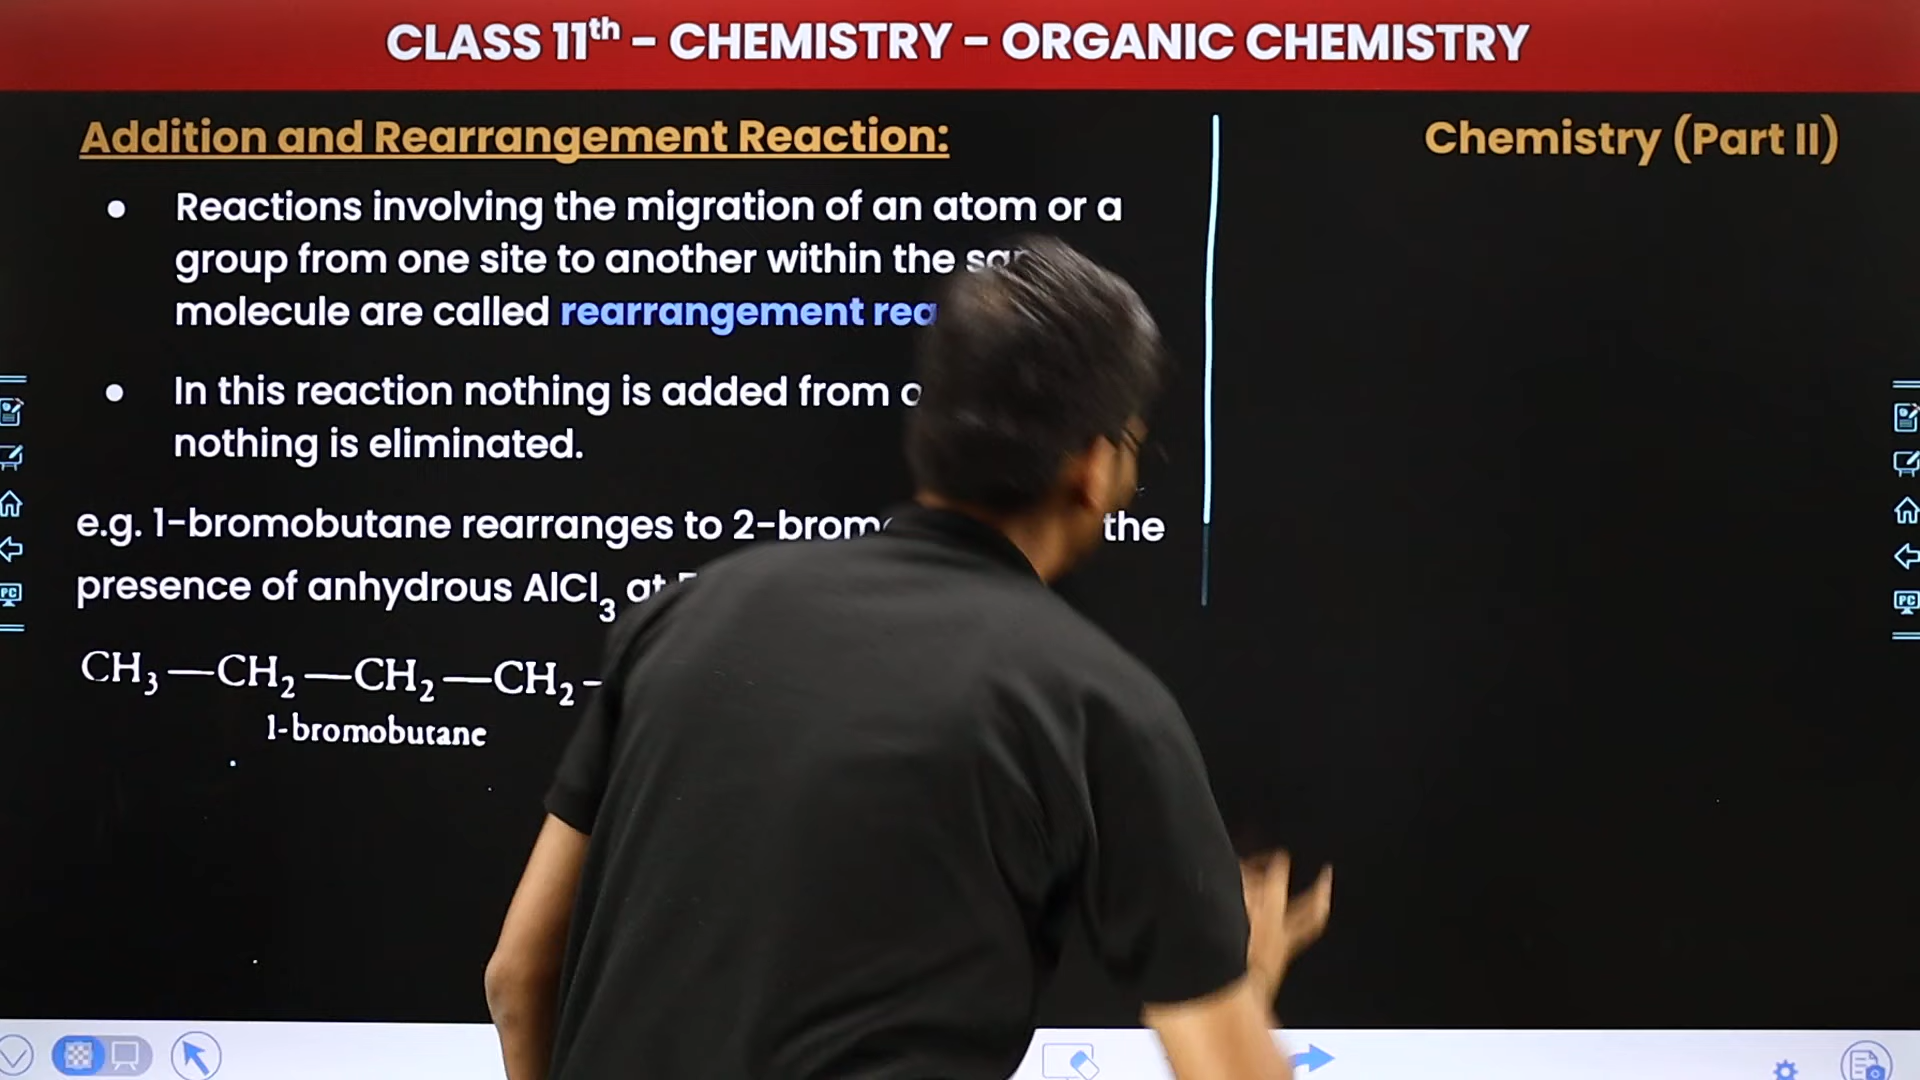 CLASS 11th - CHEMISTRY - ORGANIC CHEMISTRY
Addition and Rearrangement Reaction:
Chemistry (Part II)
• Reactions involving the migration of an atom or a
group from one site to another within the
molecule are called rearrangement
• In this reaction nothing is added from
nothing is eliminated.
e.g. 1-bromobutane rearranges to the
presence of anhydrous AlCl3 at
CH3—CH2—CH2—CH2-
1-bromobutane
PC
PC